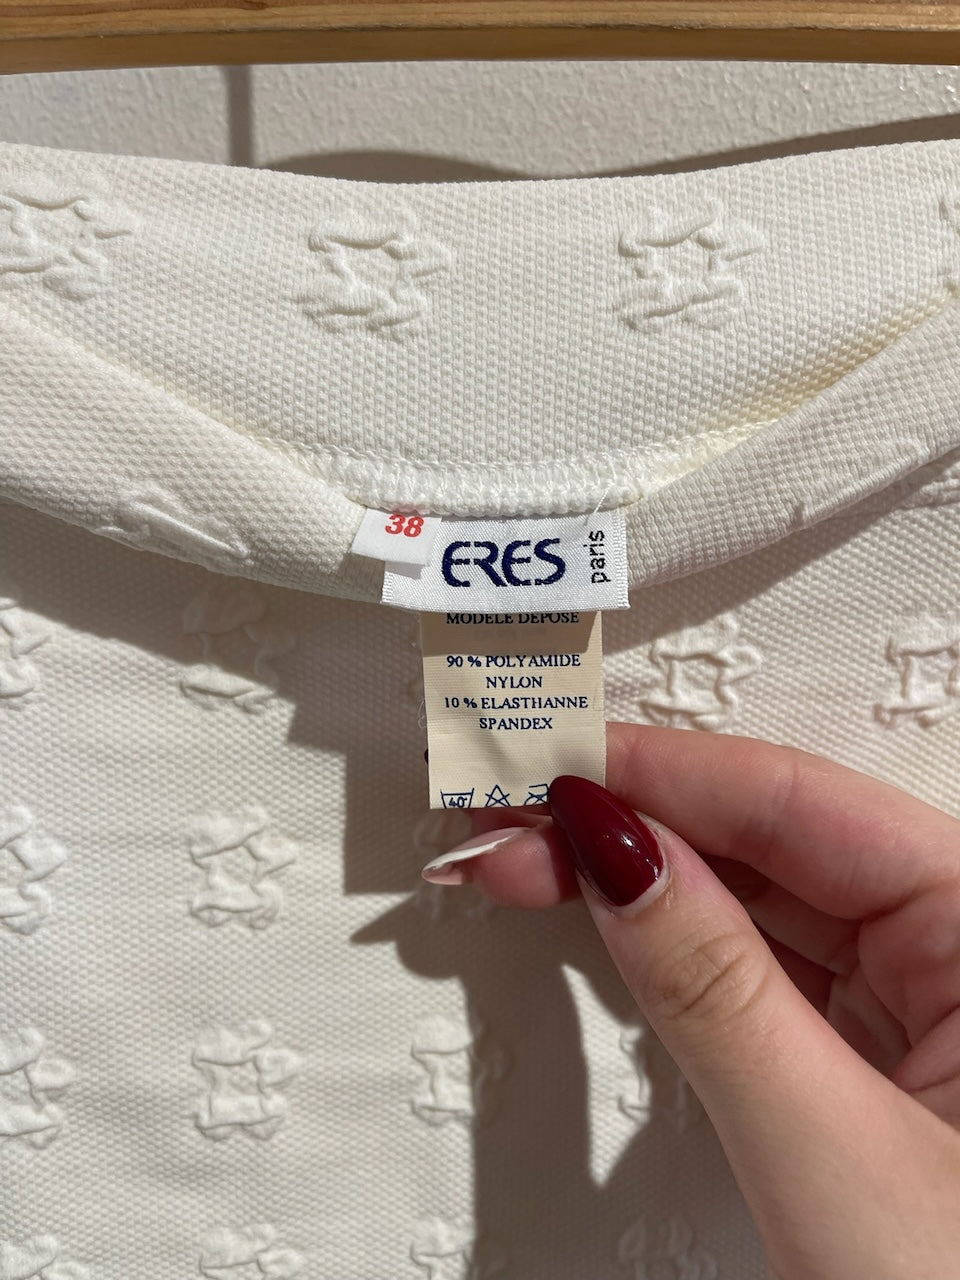 38
ERES
paris
MODELE DEPOSE
90 % POLYAMIDE
NYLON
10 % ELASTHANNE
SPANDEX
40°